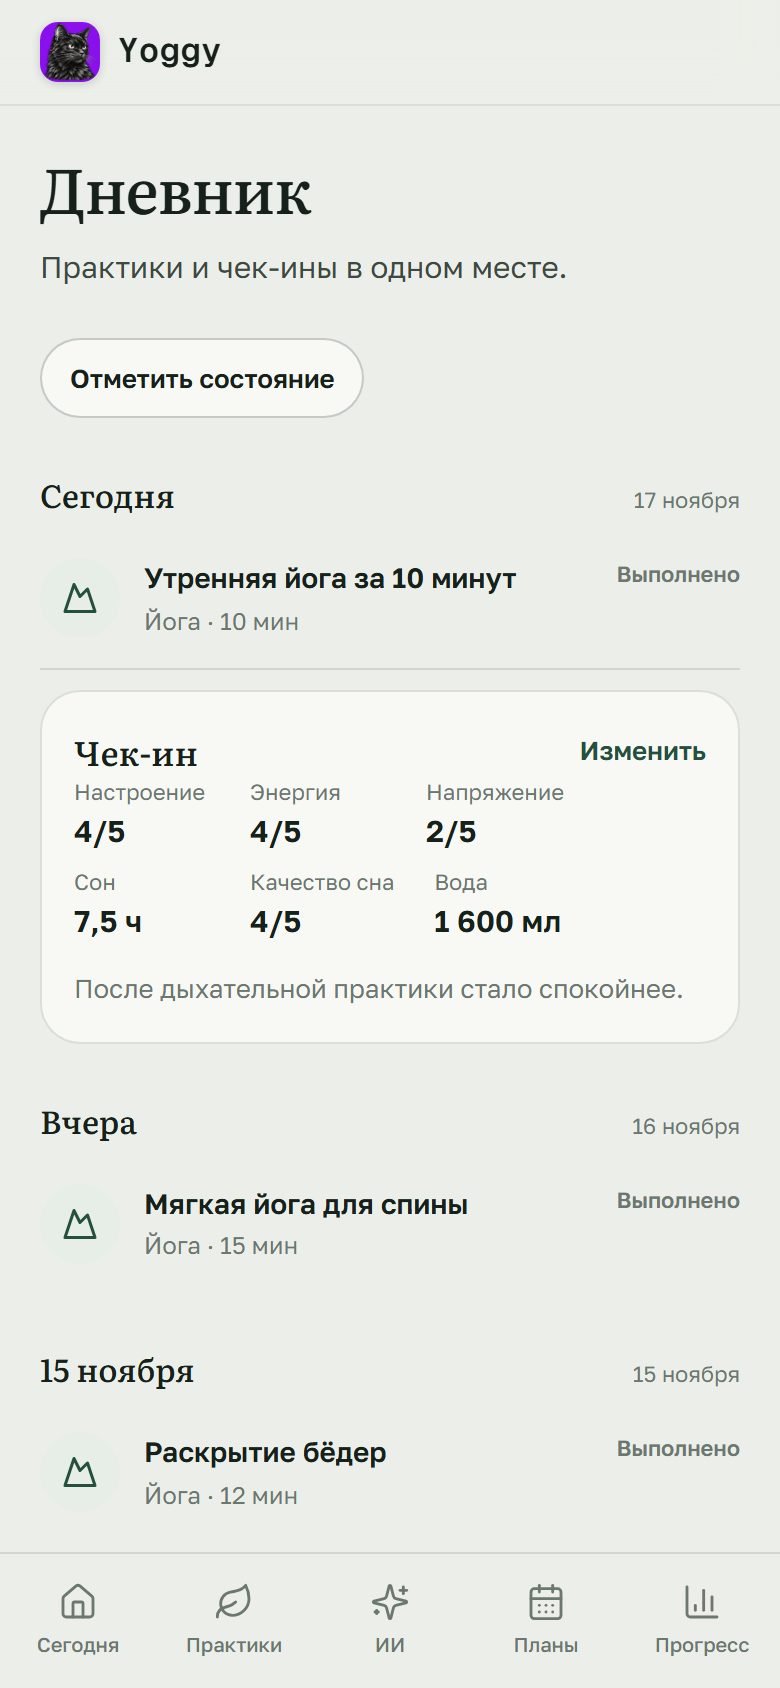 Yoggy
Дневник
Практики и чек-ины в одном месте.
Отметить состояние
Сегодня
17 ноября
Утренняя йога за 10 минут
Выполнено
Йога · 10 мин
Чек-ин
Изменить
Настроение Энергия Напряжение
4/5 4/5 2/5
Сон Качество сна Вода
7,5 ч 4/5 1 600 мл
После дыхательной практики стало спокойнее.
Вчера
16 ноября
Мягкая йога для спины
Выполнено
Йога · 15 мин
15 ноября
15 ноября
Раскрытие бёдер
Выполнено
Йога · 12 мин
Сегодня Практики ИИ Планы Прогресс